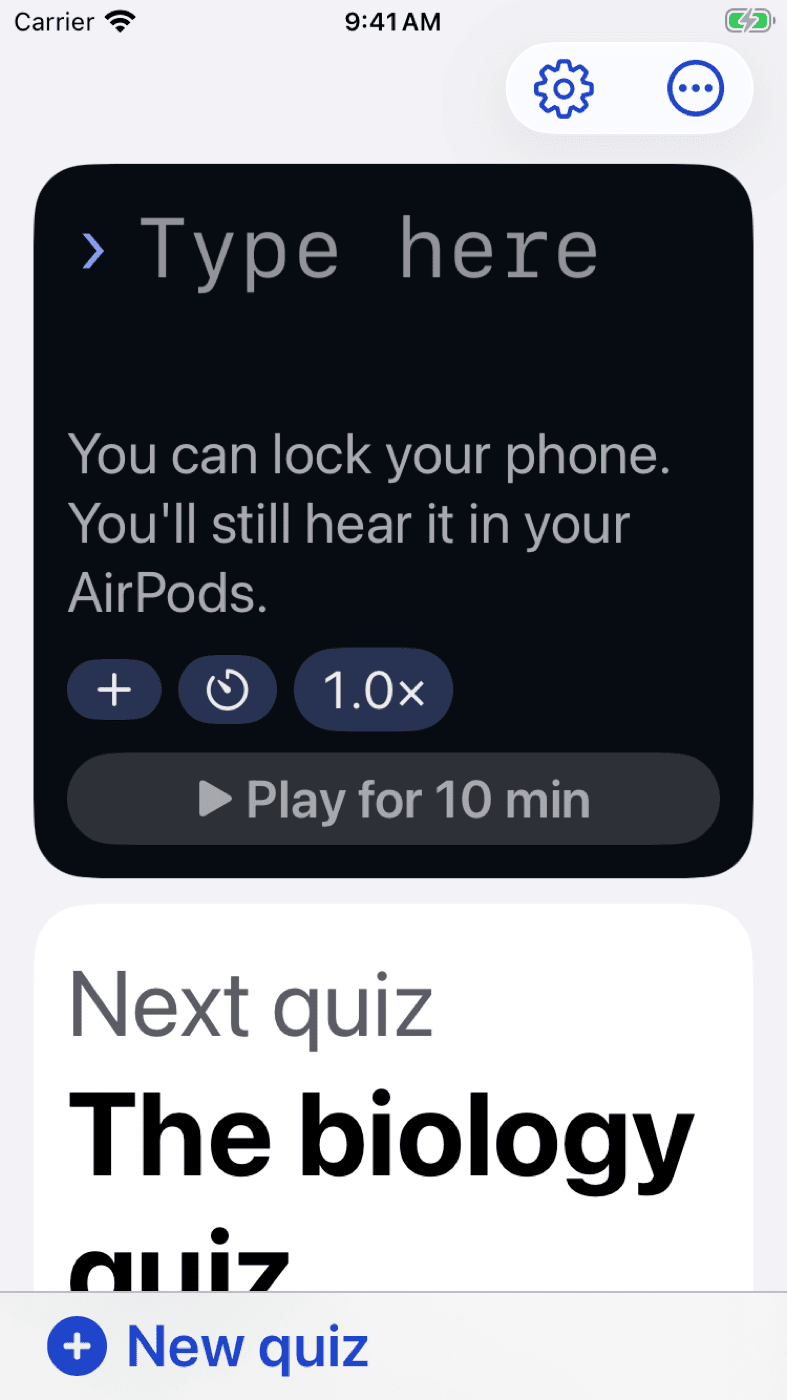 Carrier 9:41 AM
› Type here
You can lock your phone.
You'll still hear it in your
AirPods.
1.0×
Play for 10 min
Next quiz
The biology
quiz
New quiz